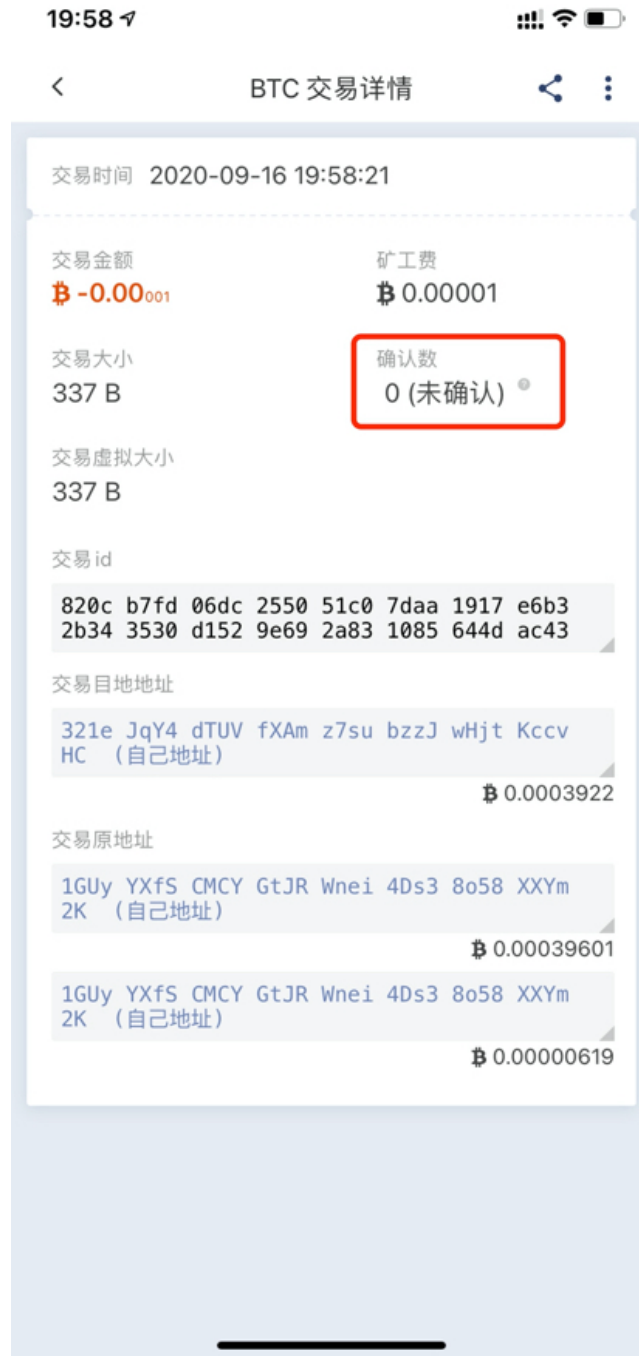 19:58
BTC 交易详情
交易时间 2020-09-16 19:58:21
交易金额 矿工费
₿ -0.00001 ₿ 0.00001
交易大小 确认数
337 B 0 (未确认) ?
交易虚拟大小
337 B
交易id
820c b7fd 06dc 2550 51c0 7daa 1917 e6b3
2b34 3530 d152 9e69 2a83 1085 644d ac43
交易目地地址
321e JqY4 dTUV fXAm z7su bzzJ wHjt Kccv
HC (自己地址)
₿ 0.0003922
交易原地址
1GUy YXfS CMCY GtJR Wnei 4Ds3 8o58 XXYm
2K (自己地址)
₿ 0.00039601
1GUy YXfS CMCY GtJR Wnei 4Ds3 8o58 XXYm
2K (自己地址)
₿ 0.00000619